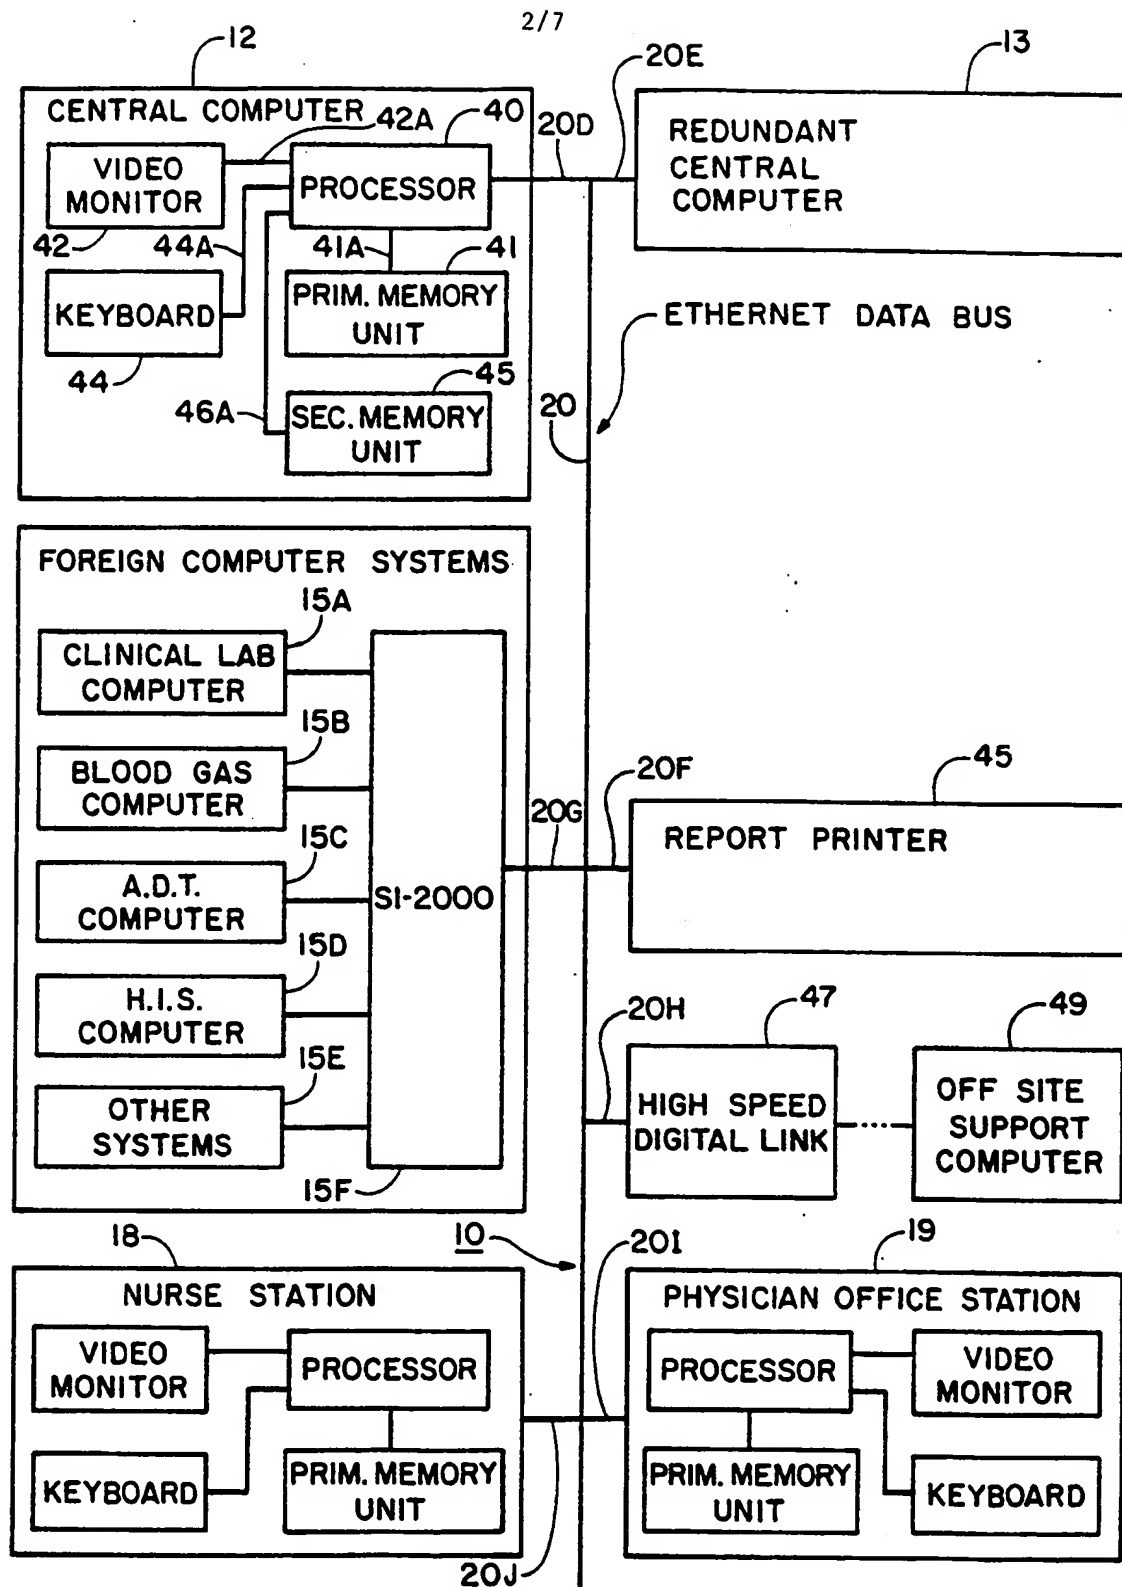 2/7
12
CENTRAL COMPUTER
42A
40
VIDEO
MONITOR
PROCESSOR
42
44A
41A
41
KEYBOARD
PRIM. MEMORY
UNIT
44
46A
45
SEC. MEMORY
UNIT
20D
20E
13
REDUNDANT
CENTRAL
COMPUTER
ETHERNET DATA BUS
20
FOREIGN COMPUTER SYSTEMS
15A
CLINICAL LAB
COMPUTER
15B
BLOOD GAS
COMPUTER
15C
A.D.T.
COMPUTER
15D
H.I.S.
COMPUTER
15E
OTHER
SYSTEMS
SI-2000
15F
20G
20F
45
REPORT PRINTER
20H
47
HIGH SPEED
DIGITAL LINK
49
OFF SITE
SUPPORT
COMPUTER
18
NURSE STATION
VIDEO
MONITOR
PROCESSOR
KEYBOARD
PRIM. MEMORY
UNIT
10
20J
20I
19
PHYSICIAN OFFICE STATION
PROCESSOR
VIDEO
MONITOR
PRIM. MEMORY
UNIT
KEYBOARD